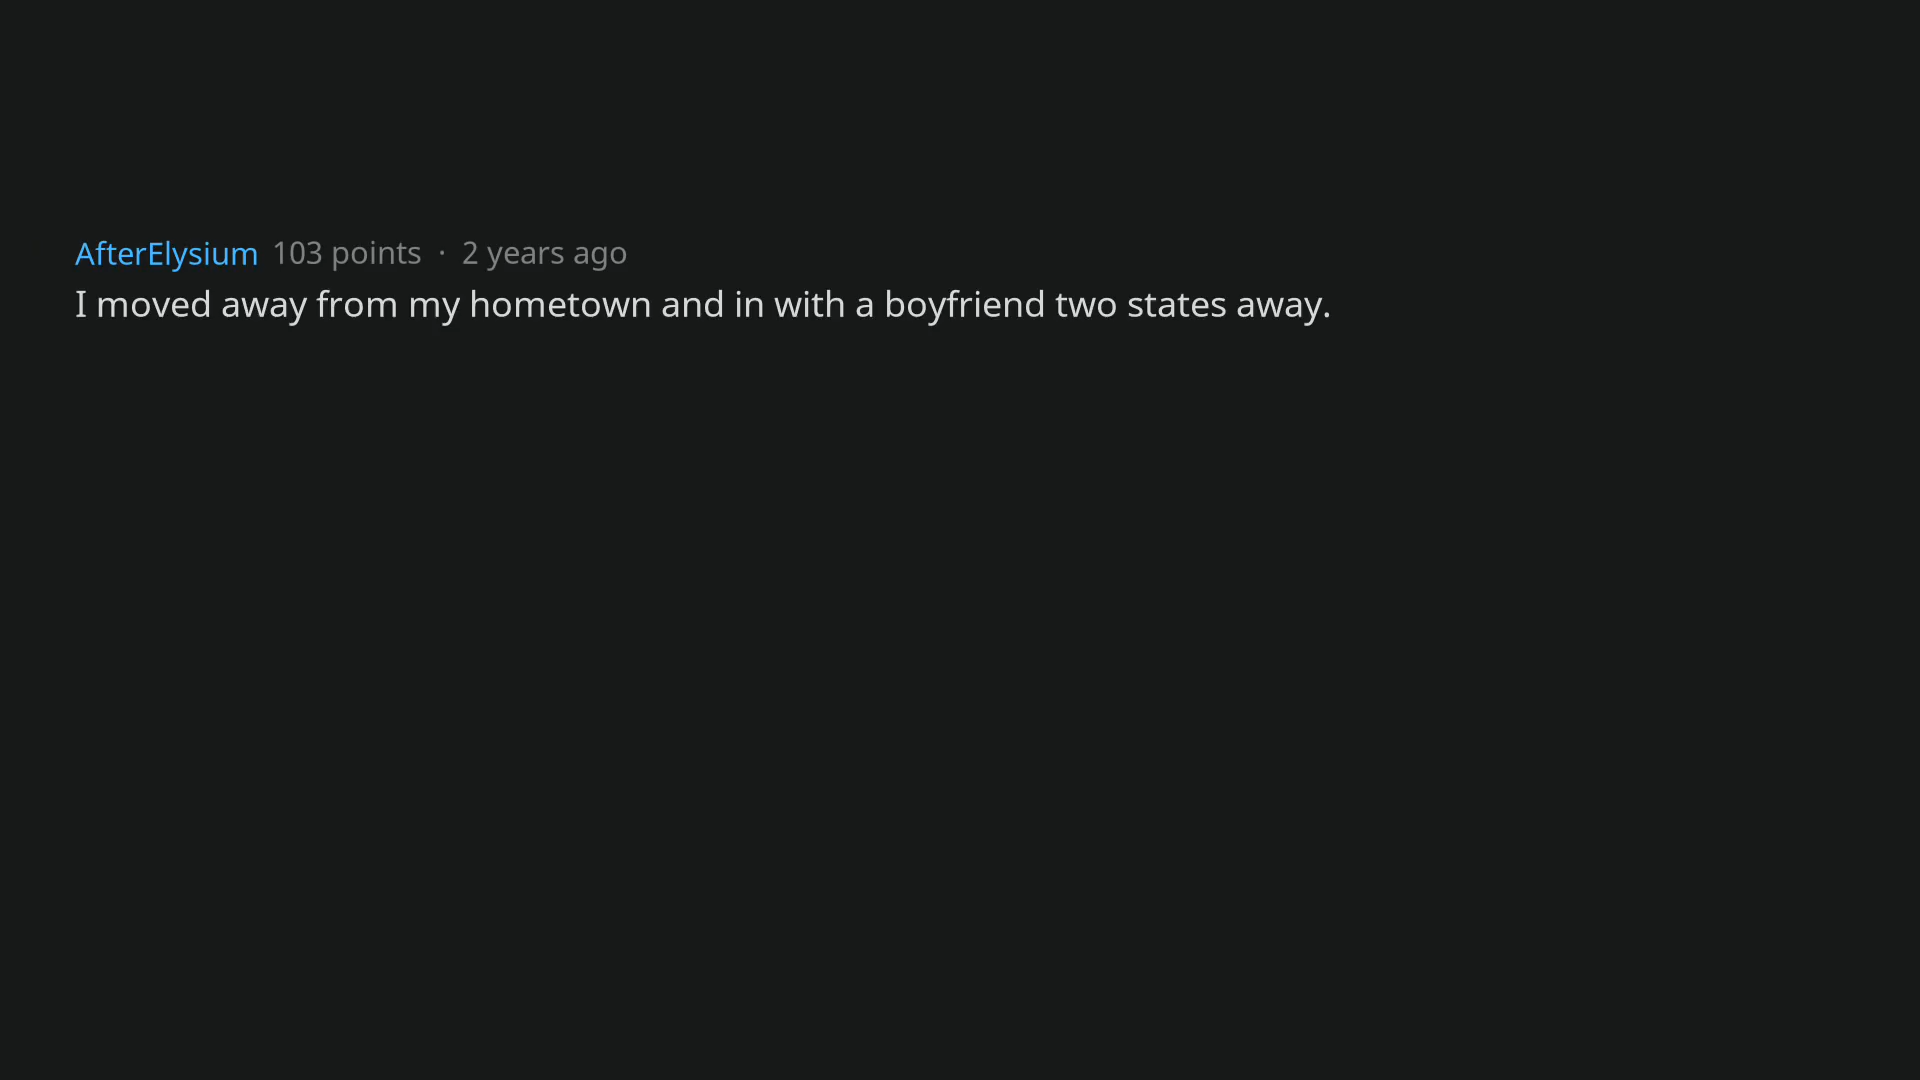 AfterElysium 103 points · 2 years ago
I moved away from my hometown and in with a boyfriend two states away.